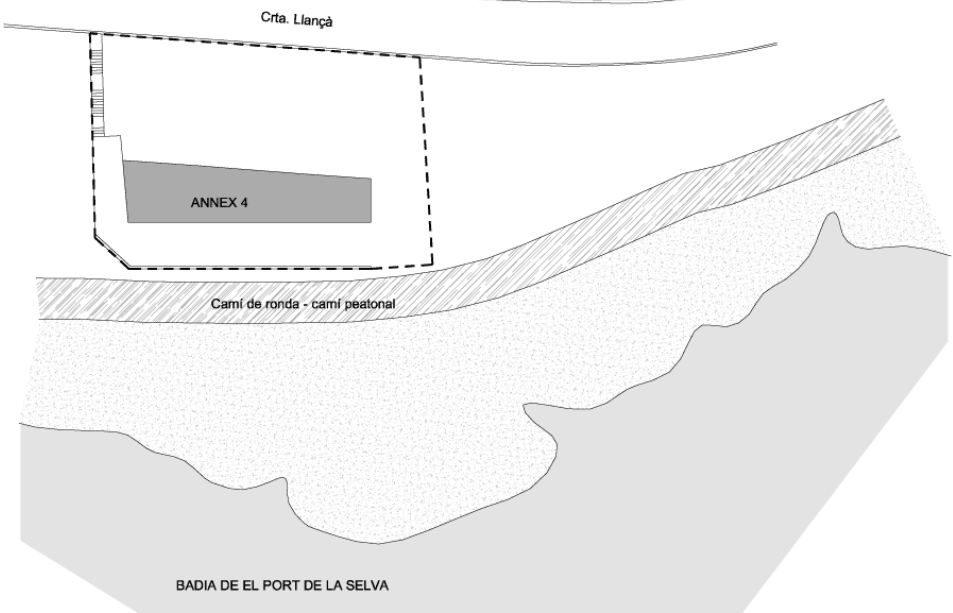 Crta. Llançà
ANNEX 4
Camí de ronda - camí peatonal
BADIA DE EL PORT DE LA SELVA